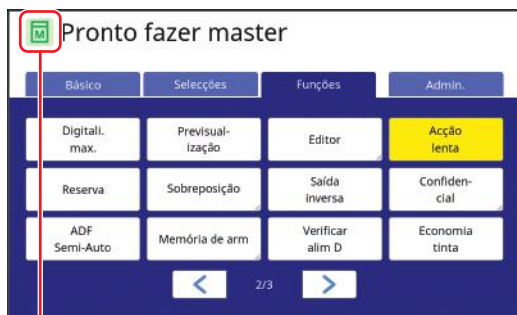 M Pronto fazer master
Básico Selecções Funções Admin.
Digitali. max.
Previsual-
ização
Editor
Acção
lenta
Reserva
Sobreposição
Saída
inversa
Confiden-
cial
ADF
Semi-Auto
Memória de arm
Verificar
alim D
Economia
tinta
< 2/3 >